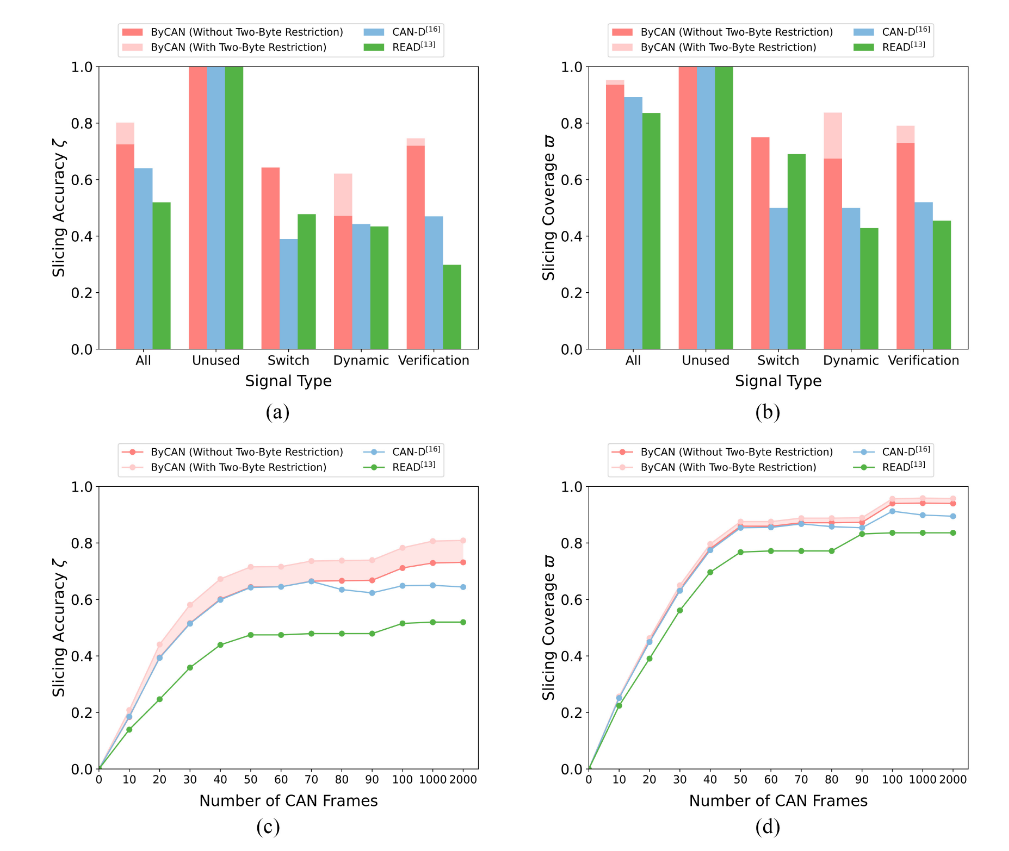 ByCAN (Without Two-Byte Restriction) CAN-D[16]
ByCAN (With Two-Byte Restriction) READ[13]
1.0
0.8
0.6
0.4
0.2
0.0
Slicing Accuracy ζ
All Unused Switch Dynamic Verification
Signal Type
(a)
ByCAN (Without Two-Byte Restriction) CAN-D[16]
ByCAN (With Two-Byte Restriction) READ[13]
1.0
0.8
0.6
0.4
0.2
0.0
Slicing Coverage ϖ
All Unused Switch Dynamic Verification
Signal Type
(b)
ByCAN (Without Two-Byte Restriction) CAN-D[16]
ByCAN (With Two-Byte Restriction) READ[13]
1.0
0.8
0.6
0.4
0.2
0.0
Slicing Accuracy ζ
0 10 20 30 40 50 60 70 80 90 100 1000 2000
Number of CAN Frames
(c)
ByCAN (Without Two-Byte Restriction) CAN-D[16]
ByCAN (With Two-Byte Restriction) READ[13]
1.0
0.8
0.6
0.4
0.2
0.0
Slicing Coverage ϖ
0 10 20 30 40 50 60 70 80 90 100 1000 2000
Number of CAN Frames
(d)